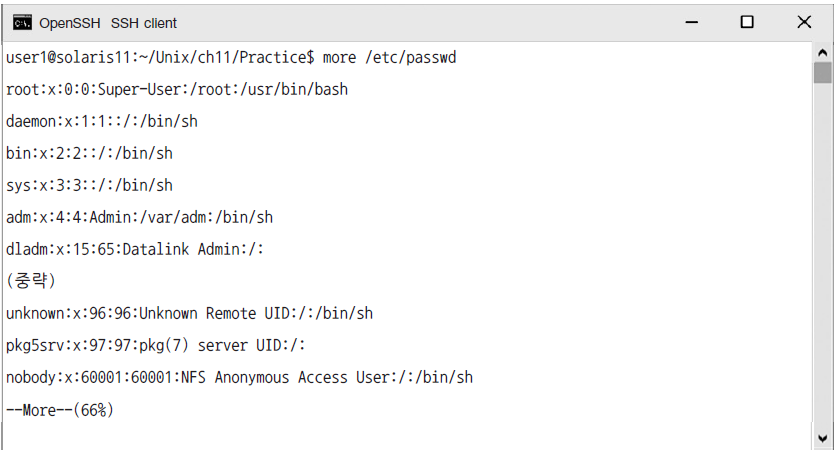 OpenSSH SSH client
user1@solaris11:~/Unix/ch11/Practice$ more /etc/passwd
root:x:0:0:Super-User:/root:/usr/bin/bash
daemon:x:1:1::/:/bin/sh
bin:x:2:2::/:/bin/sh
sys:x:3:3::/:/bin/sh
adm:x:4:4:Admin:/var/adm:/bin/sh
dladm:x:15:65:Datalink Admin:/:
(중략)
unknown:x:96:96:Unknown Remote UID:/:/bin/sh
pkg5srv:x:97:97:pkg(7) server UID:/:
nobody:x:60001:60001:NFS Anonymous Access User:/:/bin/sh
--More--(66%)